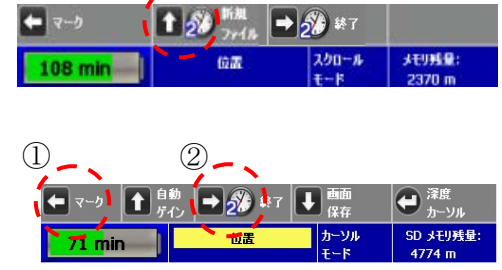 マーク
2 新規
ファイル
2 終了
108 min
位置
スクロール
モード
メモリ残量:
2370 m
① ②
マーク
自動
ゲイン
2 終了
画面
保存
深度
カーソル
71 min
位置
カーソル
モード
SD メモリ残量:
4774 m